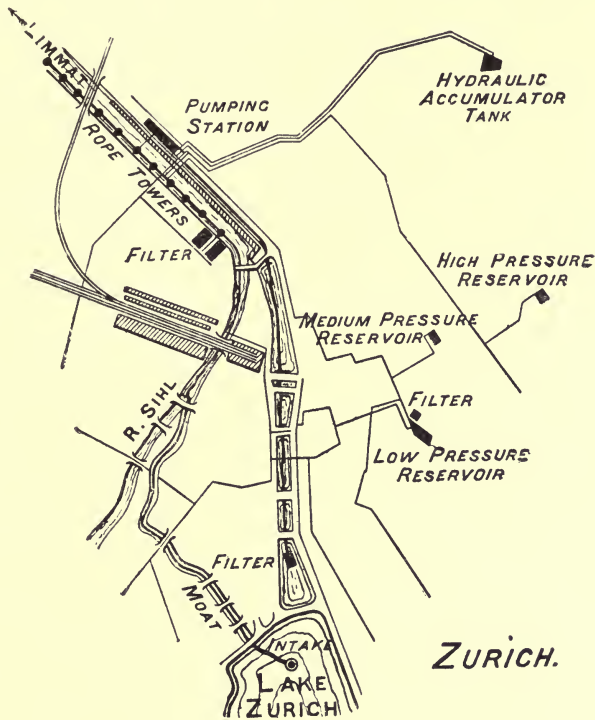 LIMMAT
HYDRAULIC
ACCUMULATOR
TANK
PUMPING
STATION
ROPE TOWERS
FILTER
HIGH PRESSURE
RESERVOIR
MEDIUM PRESSURE
RESERVOIR
R. SIHL
FILTER
LOW PRESSURE
RESERVOIR
FILTER
MOAT
INTAKE
LAKE
ZURICH
ZURICH.